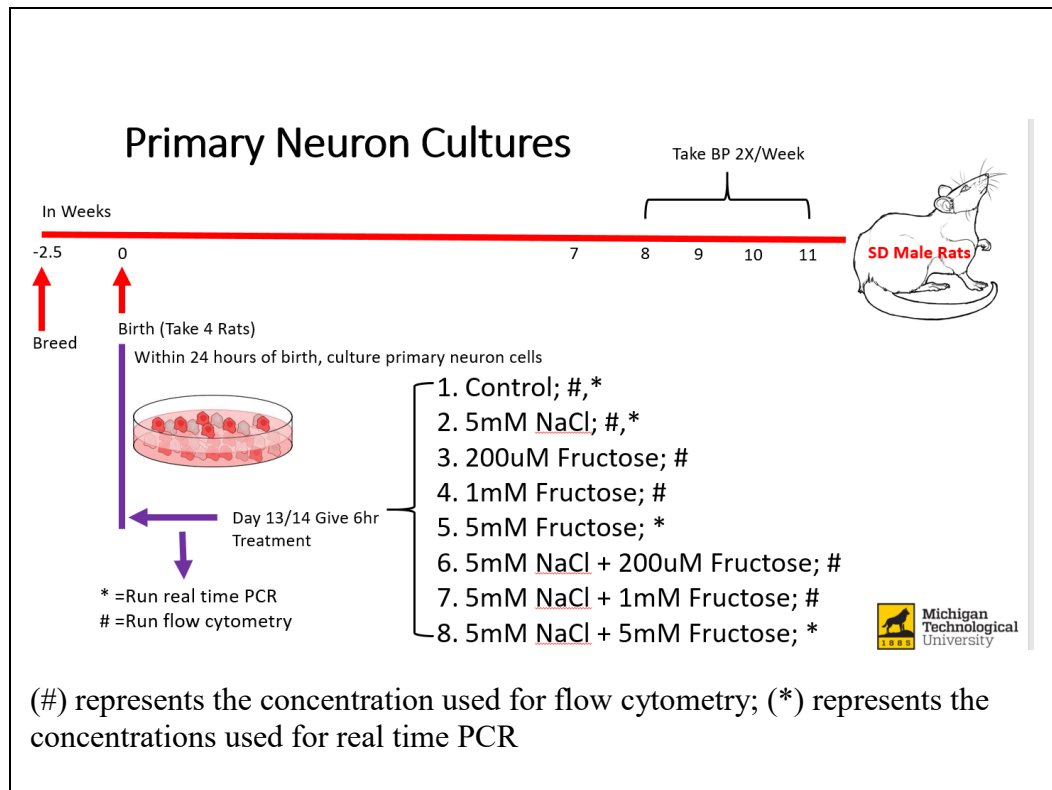 Primary Neuron Cultures
Take BP 2X/Week
In Weeks
-2.5
0
7
8
9
10
11
SD Male Rats
Breed
Birth (Take 4 Rats)
Within 24 hours of birth, culture primary neuron cells
1. Control; #,*
2. 5mM NaCl; #,*
3. 200uM Fructose; #
4. 1mM Fructose; #
5. 5mM Fructose; *
6. 5mM NaCl + 200uM Fructose; #
7. 5mM NaCl + 1mM Fructose; #
8. 5mM NaCl + 5mM Fructose; *
Day 13/14 Give 6hr
Treatment
* =Run real time PCR
# =Run flow cytometry
1885
Michigan
Technological
University
(#) represents the concentration used for flow cytometry; (*) represents the
concentrations used for real time PCR